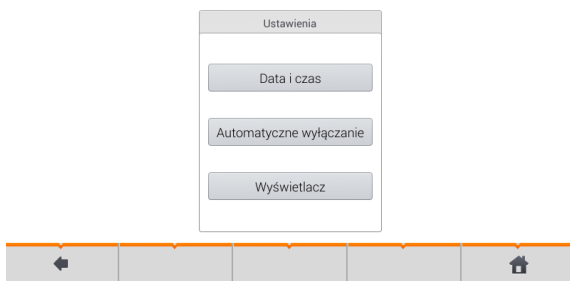 Ustawienia
Data i czas
Automatyczne wyłączanie
Wyświetlacz